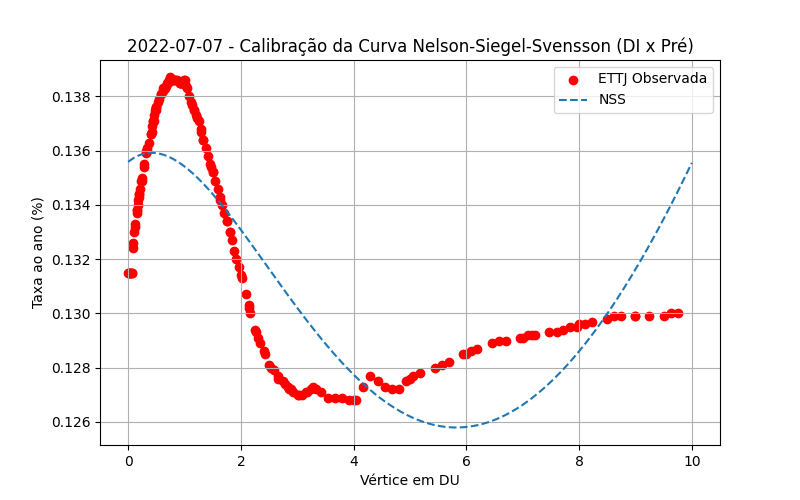 2022-07-07 - Calibração da Curva Nelson-Siegel-Svensson (DI x Pré)
ETTJ Observada
NSS
Taxa ao ano (%)
0.138
0.136
0.134
0.132
0.130
0.128
0.126
0 2 4 6 8 10
Vértice em DU